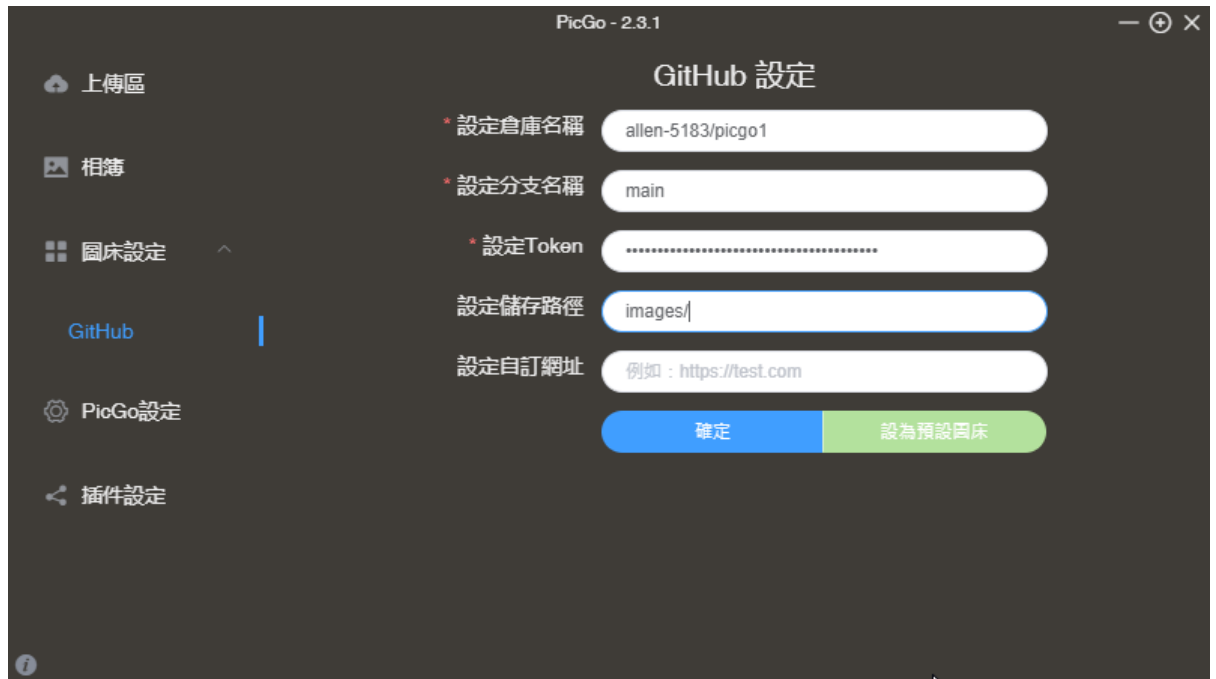 PicGo - 2.3.1
上傳區
相簿
圖床設定
GitHub
PicGo設定
插件設定
GitHub 設定
* 設定倉庫名稱 allen-5183/picgo1
* 設定分支名稱 main
* 設定Token ••••••••••••••••••••••••••••••••••••••••
設定儲存路徑 images/
設定自訂網址 例如：https://test.com
確定 設為預設圖床